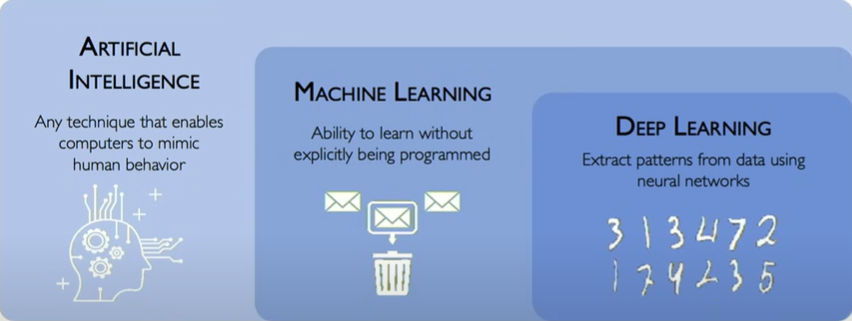 ARTIFICIAL
INTELLIGENCE
Any technique that enables
computers to mimic
human behavior
MACHINE LEARNING
Ability to learn without
explicitly being programmed
DEEP LEARNING
Extract patterns from data using
neural networks
3 1 3 4 7 2
1 7 4 2 3 5